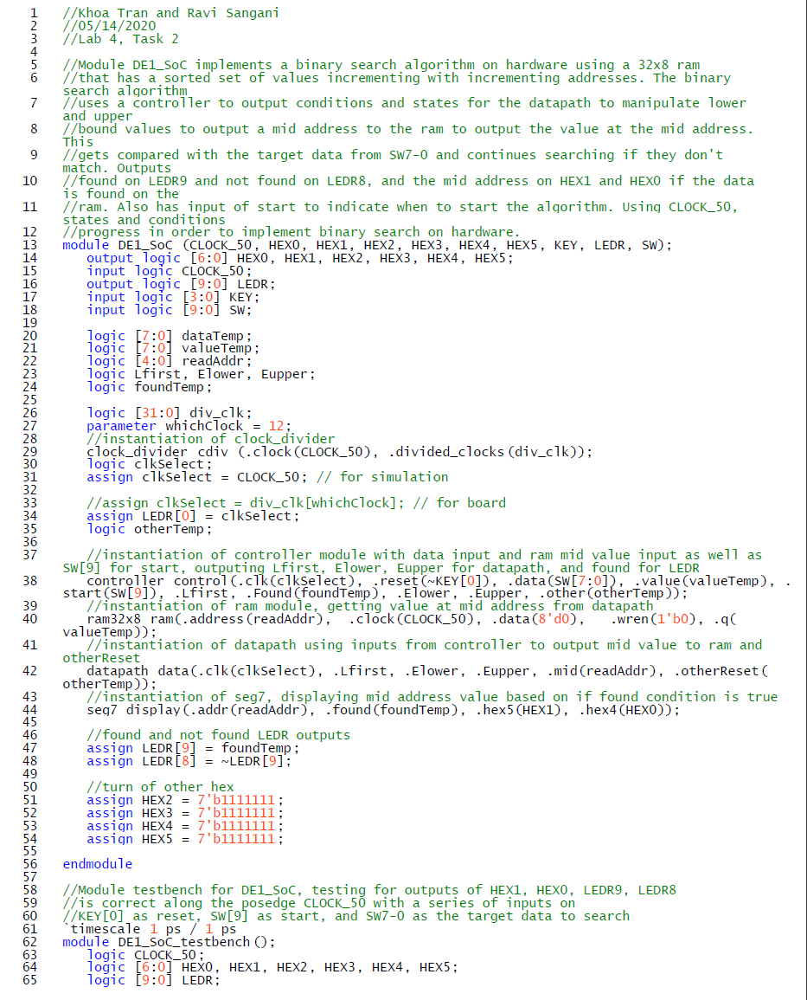 1 //Khoa Tran and Ravi Sangani
2 //05/14/2020
3 //Lab 4, Task 2
4
5 //Module DE1_SoC implements a binary search algorithm on hardware using a 32x8 ram
6 //that has a sorted set of values incrementing with incrementing addresses. The binary
search algorithm
7 //uses a controller to output conditions and states for the datapath to manipulate lower
and upper
8 //bound values to output a mid address to the ram to output the value at the mid address.
This
9 //gets compared with the target data from SW7-0 and continues searching if they don't
match. Outputs
10 //found on LEDR9 and not found on LEDR8, and the mid address on HEX1 and HEX0 if the data
is found on the
11 //ram. Also has input of start to indicate when to start the algorithm. Using CLOCK_50,
states and conditions
12 //progress in order to implement binary search on hardware.
13 module DE1_SoC (CLOCK_50, HEX0, HEX1, HEX2, HEX3, HEX4, HEX5, KEY, LEDR, SW);
14 output logic [6:0] HEX0, HEX1, HEX2, HEX3, HEX4, HEX5;
15 input logic CLOCK_50;
16 output logic [9:0] LEDR;
17 input logic [3:0] KEY;
18 input logic [9:0] SW;
19
20 logic [7:0] dataTemp;
21 logic [7:0] valueTemp;
22 logic [4:0] readAddr;
23 logic Lfirst, Elower, Eupper;
24 logic foundTemp;
25
26 logic [31:0] div_clk;
27 parameter whichClock = 12;
28 //instantiation of clock_divider
29 clock_divider cdiv (.clock(CLOCK_50), .divided_clocks(div_clk));
30 logic clkSelect;
31 assign clkSelect = CLOCK_50; // for simulation
32
33 //assign clkSelect = div_clk[whichClock]; // for board
34 assign LEDR[0] = clkSelect;
35 logic otherTemp;
36
37 //instantiation of controller module with data input and ram mid value input as well as
SW[9] for start, outputing Lfirst, Elower, Eupper for datapath, and found for LEDR
38 controller control(.clk(clkSelect), .reset(~KEY[0]), .data(SW[7:0]), .value(valueTemp), .
start(SW[9]), .Lfirst, .Found(foundTemp), .Elower, .Eupper, .other(otherTemp));
39 //instantiation of ram module, getting value at mid address from datapath
40 ram32x8 ram(.address(readAddr), .clock(CLOCK_50), .data(8'd0), .wren(1'b0), .q(
valueTemp));
41 //instantiation of datapath using inputs from controller to output mid value to ram and
otherReset
42 datapath data(.clk(clkSelect), .Lfirst, .Elower, .Eupper, .mid(readAddr), .otherReset(
otherTemp));
43 //instantiation of seg7, displaying mid address value based on if found condition is true
44 seg7 display(.addr(readAddr), .found(foundTemp), .hex5(HEX1), .hex4(HEX0));
45
46 //found and not found LEDR outputs
47 assign LEDR[9] = foundTemp;
48 assign LEDR[8] = ~LEDR[9];
49
50 //turn of other hex
51 assign HEX2 = 7'b1111111;
52 assign HEX3 = 7'b1111111;
53 assign HEX4 = 7'b1111111;
54 assign HEX5 = 7'b1111111;
55
56 endmodule
57
58 //Module testbench for DE1_SoC, testing for outputs of HEX1, HEX0, LEDR9, LEDR8
59 //is correct along the posedge CLOCK_50 with a series of inputs on
60 //KEY[0] as reset, SW[9] as start, and SW7-0 as the target data to search
61 `timescale 1 ps / 1 ps
62 module DE1_SoC_testbench();
63 logic CLOCK_50;
64 logic [6:0] HEX0, HEX1, HEX2, HEX3, HEX4, HEX5;
65 logic [9:0] LEDR;